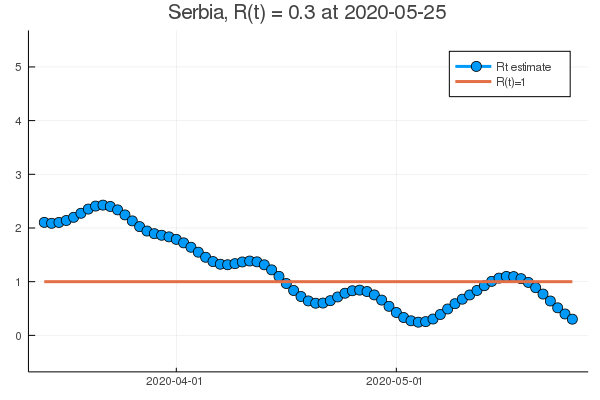 Serbia, R(t) = 0.3 at 2020-05-25
Rt estimate
R(t)=1
5
4
3
2
1
0
2020-04-01
2020-05-01